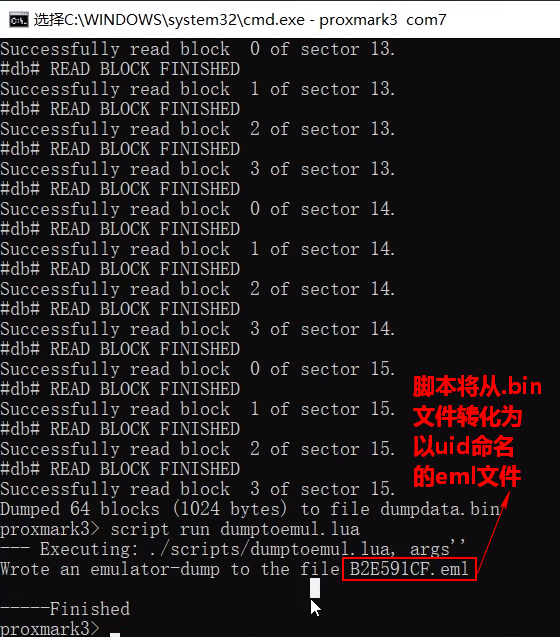 选择C:\WINDOWS\system32\cmd.exe - proxmark3 com7
Successfully read block  0 of sector 13.
#db# READ BLOCK FINISHED
Successfully read block  1 of sector 13.
#db# READ BLOCK FINISHED
Successfully read block  2 of sector 13.
#db# READ BLOCK FINISHED
Successfully read block  3 of sector 13.
#db# READ BLOCK FINISHED
Successfully read block  0 of sector 14.
#db# READ BLOCK FINISHED
Successfully read block  1 of sector 14.
#db# READ BLOCK FINISHED
Successfully read block  2 of sector 14.
#db# READ BLOCK FINISHED
Successfully read block  3 of sector 14.
#db# READ BLOCK FINISHED
Successfully read block  0 of sector 15.
#db# READ BLOCK FINISHED
Successfully read block  1 of sector 15.
#db# READ BLOCK FINISHED
Successfully read block  2 of sector 15.
#db# READ BLOCK FINISHED
Successfully read block  3 of sector 15.
Dumped 64 blocks (1024 bytes) to file dumpdata.bin
proxmark3> script run dumptoemul.lua
--- Executing: ./scripts/dumptoemul.lua, args''
Wrote an emulator-dump to the file B2E591CF.eml
-----Finished
proxmark3>
脚本将从.bin
文件转化为
以uid命名
的eml文件